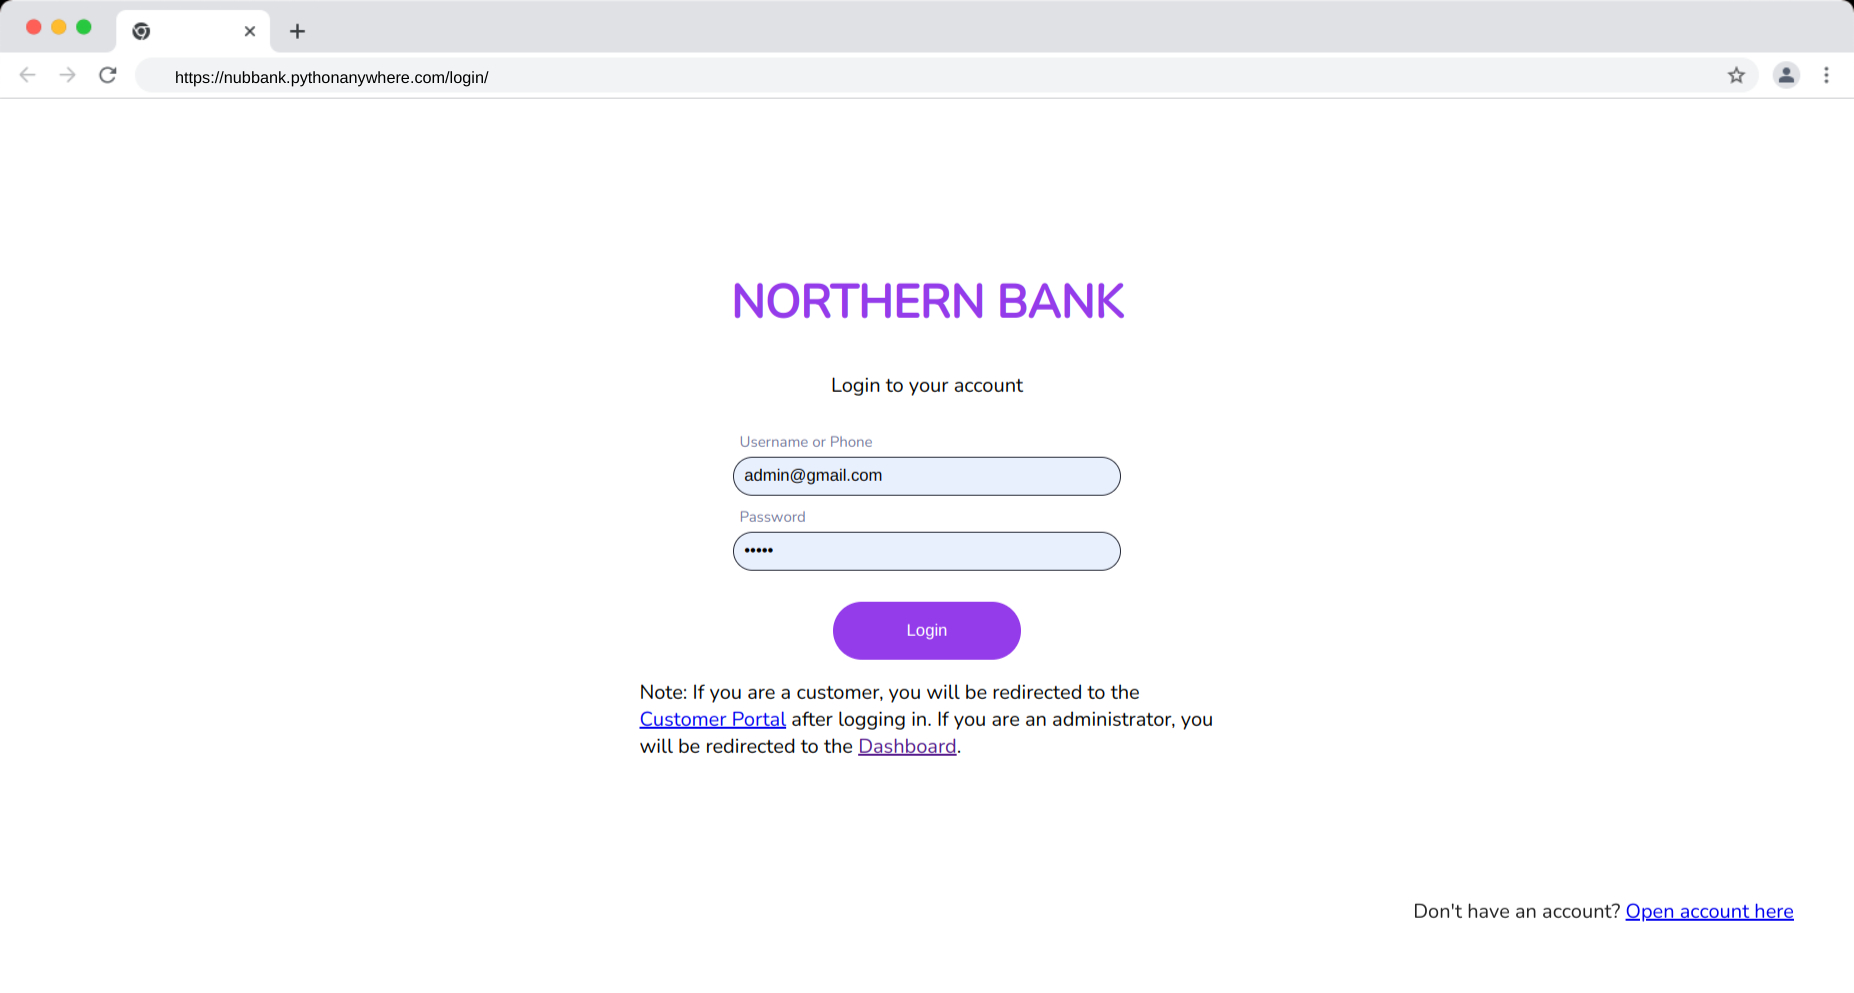 https://nubbank.pythonanywhere.com/login/
NORTHERN BANK
Login to your account
Username or Phone
admin@gmail.com
Password
•••••
Login
Note: If you are a customer, you will be redirected to the
Customer Portal after logging in. If you are an administrator, you
will be redirected to the Dashboard.
Don't have an account? Open account here